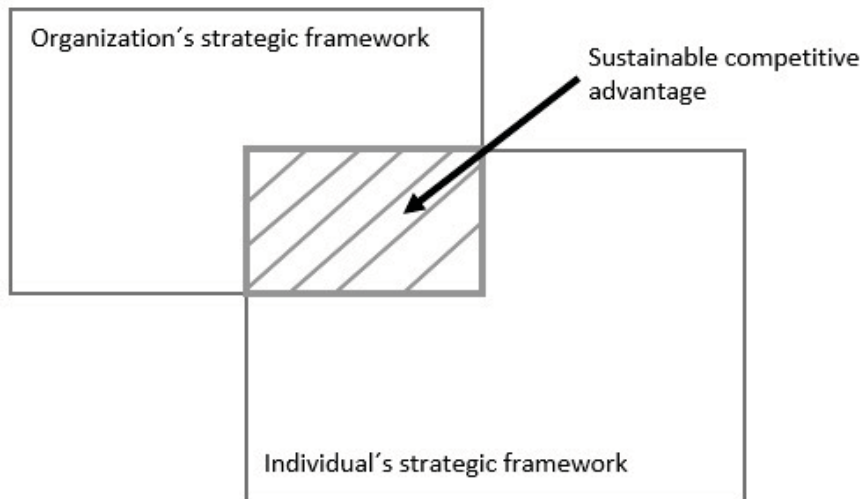 Organization´s strategic framework
Sustainable competitive
advantage
Individual´s strategic framework